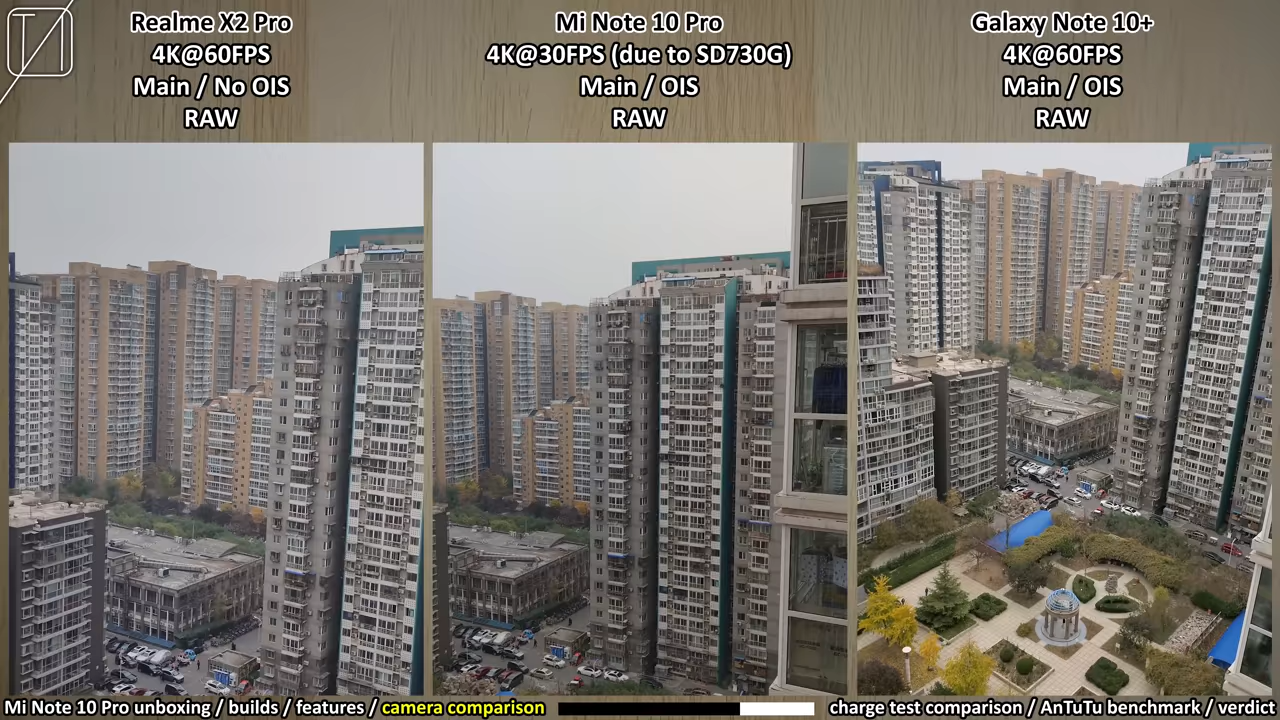 Realme X2 Pro
4K@60FPS
Main / No OIS
RAW
Mi Note 10 Pro
4K@30FPS (due to SD730G)
Main / OIS
RAW
Galaxy Note 10+
4K@60FPS
Main / OIS
RAW
Mi Note 10 Pro unboxing / builds / features / camera comparison
charge test comparison / AnTuTu benchmark / verdict